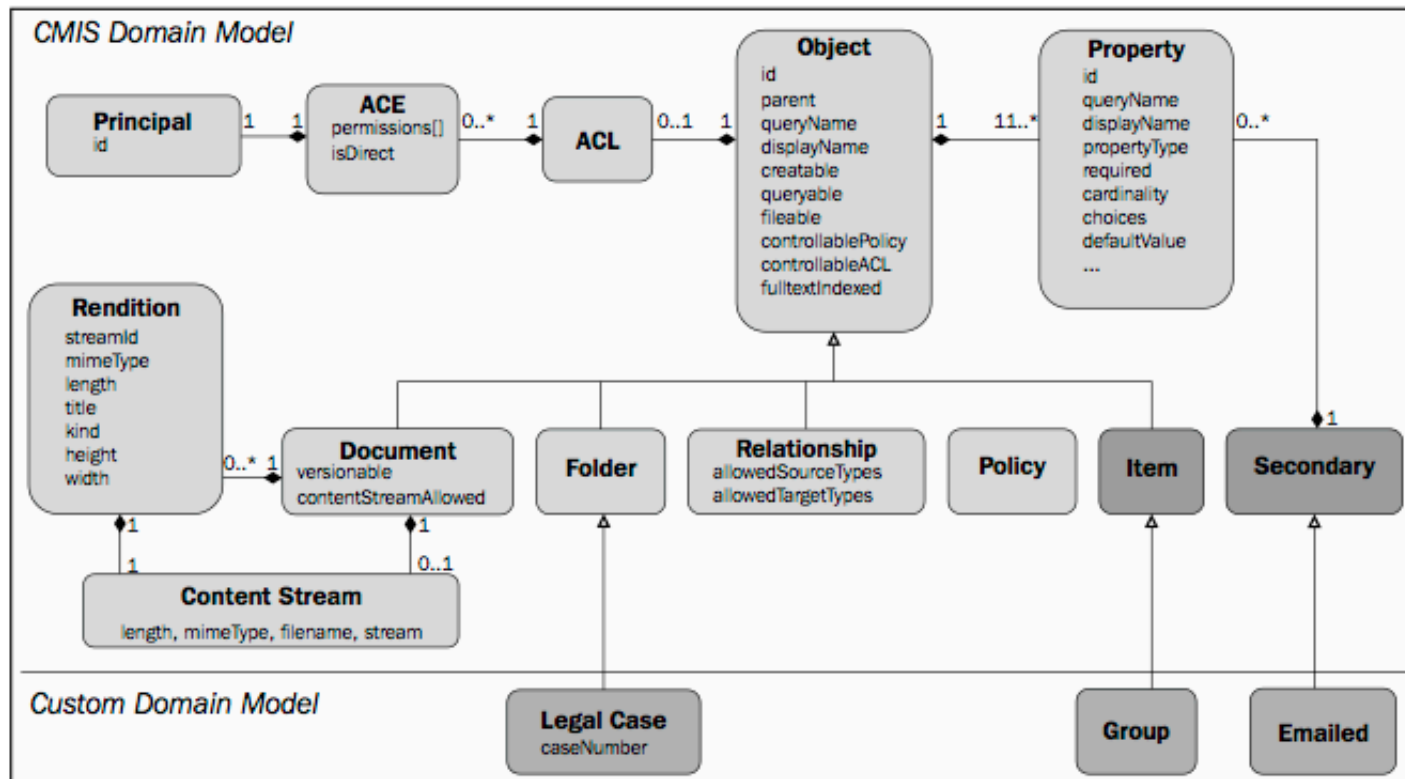 CMIS Domain Model
Principal
id
1
1
ACE
permissions[]
isDirect
0..*
1
ACL
0..1
1
Object
id
parent
queryName
displayName
creatable
queryable
fileable
controllablePolicy
controllableACL
fulltextIndexed
1
11..*
Property
id
queryName
displayName
propertyType
required
cardinality
choices
defaultValue
...
0..*
Rendition
streamId
mimeType
length
title
kind
height
width
0..*
1
Document
versionable
contentStreamAllowed
Folder
Relationship
allowedSourceTypes
allowedTargetTypes
Policy
Item
1
Secondary
1
1
1
0..1
Content Stream
length, mimeType, filename, stream
Custom Domain Model
Legal Case
caseNumber
Group
Emailed